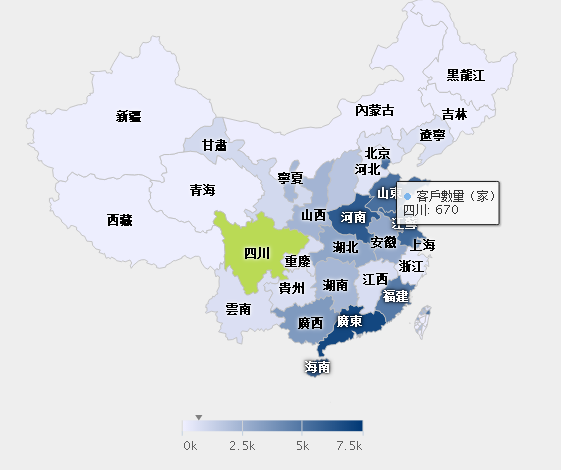 黑龍江
內蒙古
吉林
新疆
遼寧
甘肅
北京
河北
寧夏
青海
山東
客戶數量（家）
四川: 670
西藏
山西
河南
江蘇
四川
湖北
安徽
上海
重慶
浙江
貴州
湖南
江西
福建
雲南
廣西
廣東
海南
0k 2.5k 5k 7.5k